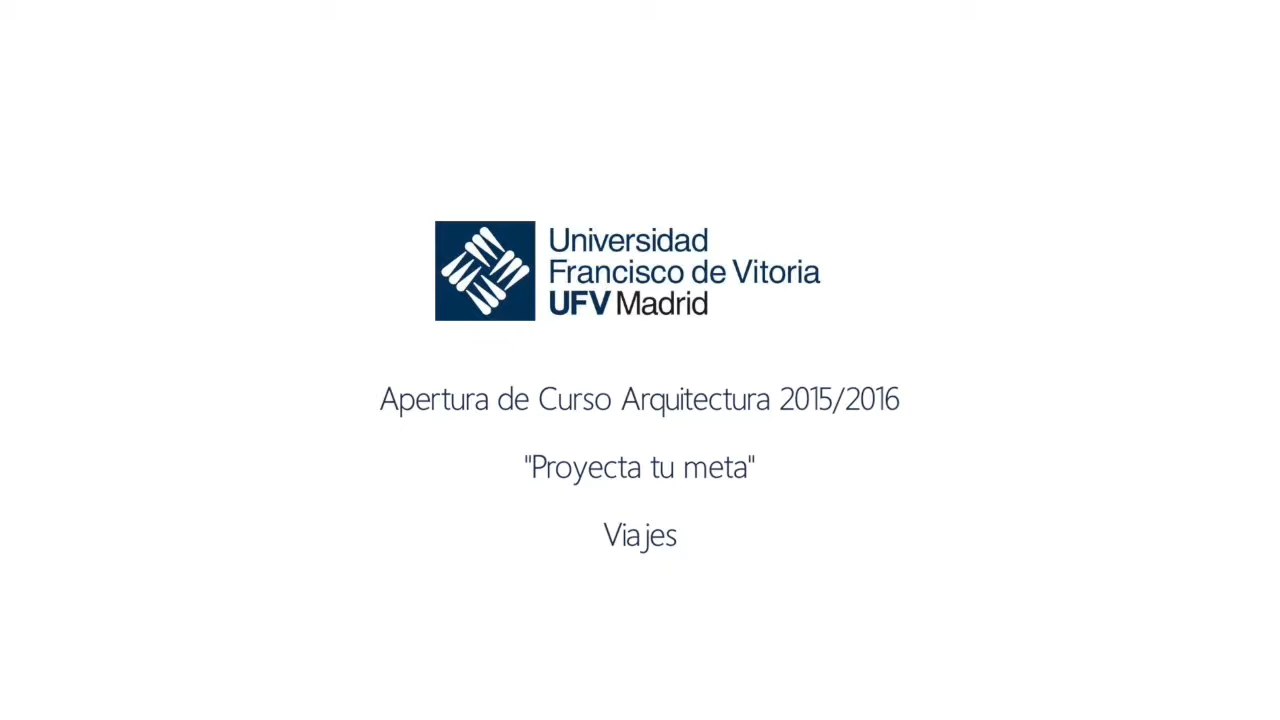 Universidad
Francisco de Vitoria
UFV Madrid
Apertura de Curso Arquitectura 2015/2016
"Proyecta tu meta"
Viajes